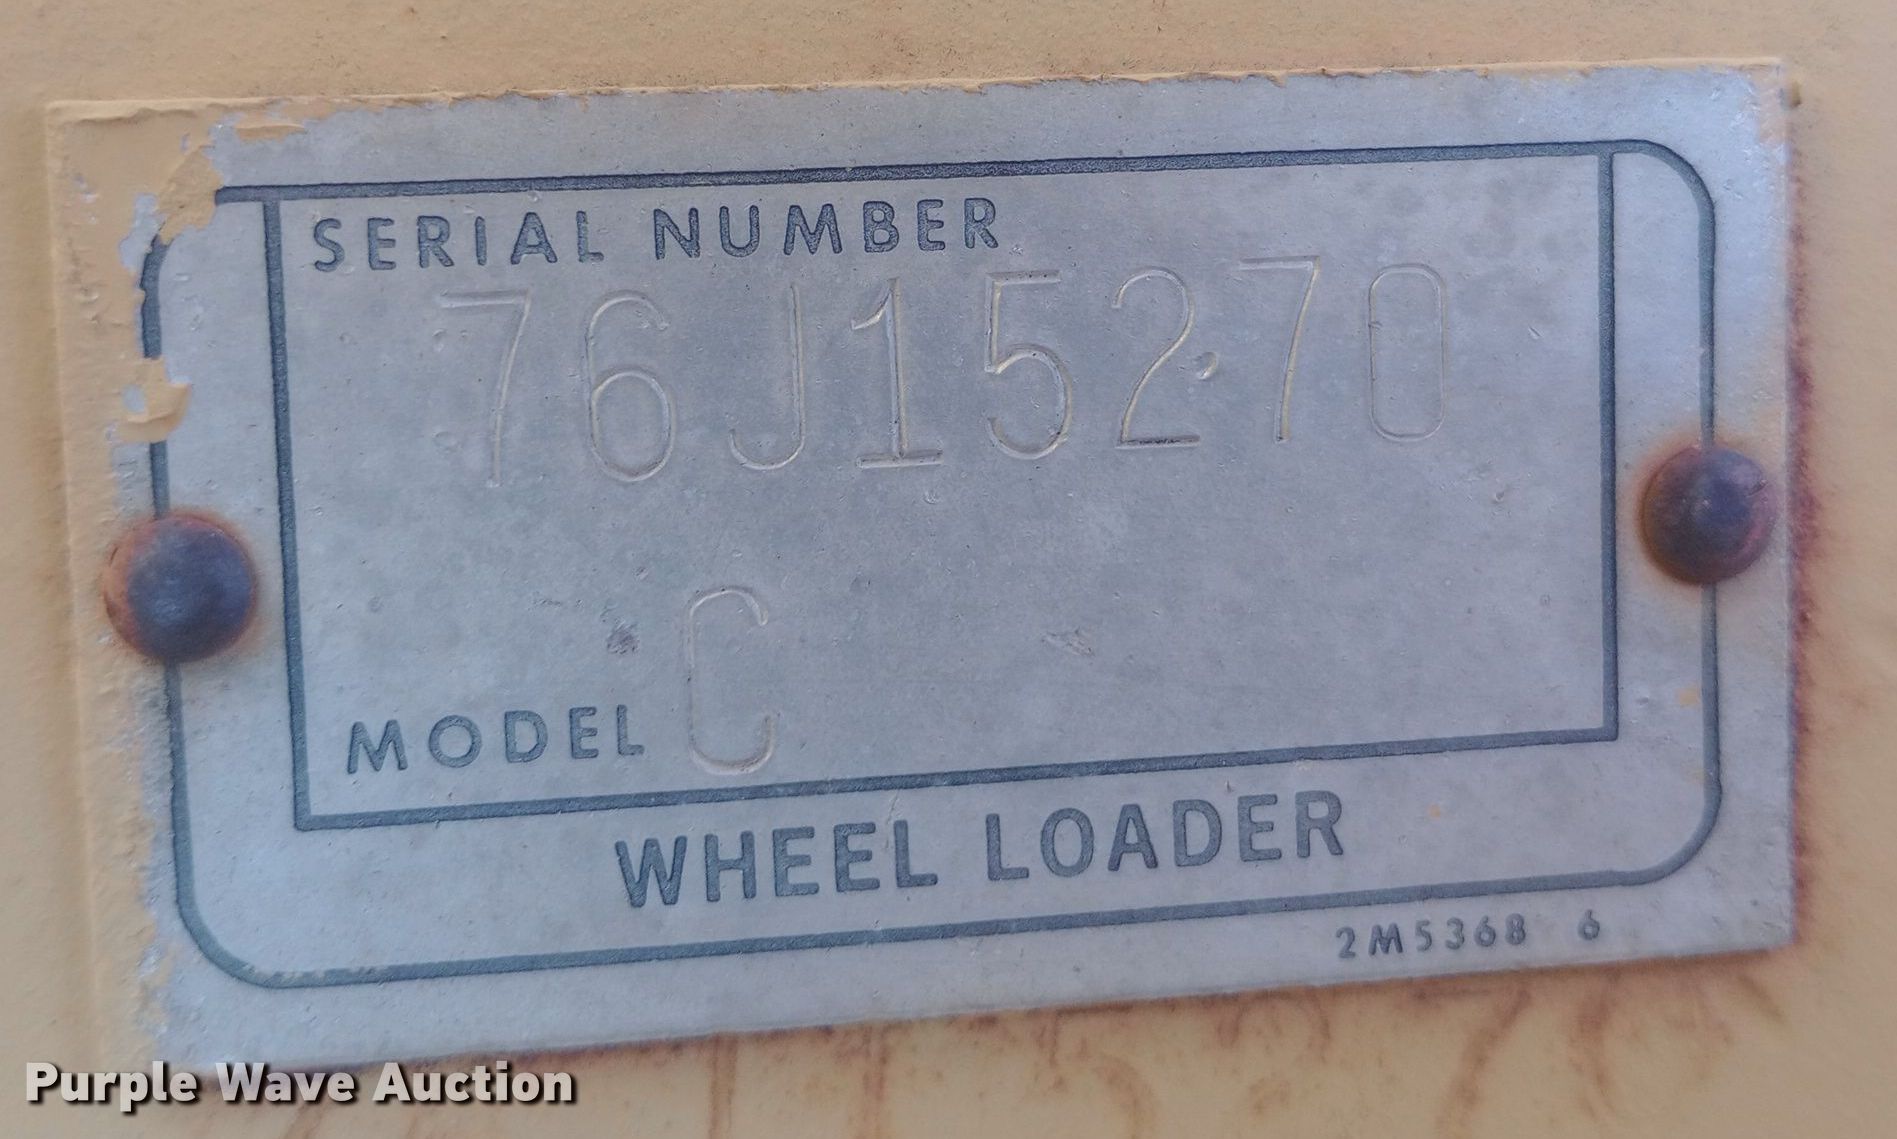 SERIAL NUMBER
76J15270
MODEL C
WHEEL LOADER
2M5368 6
Purple Wave Auction